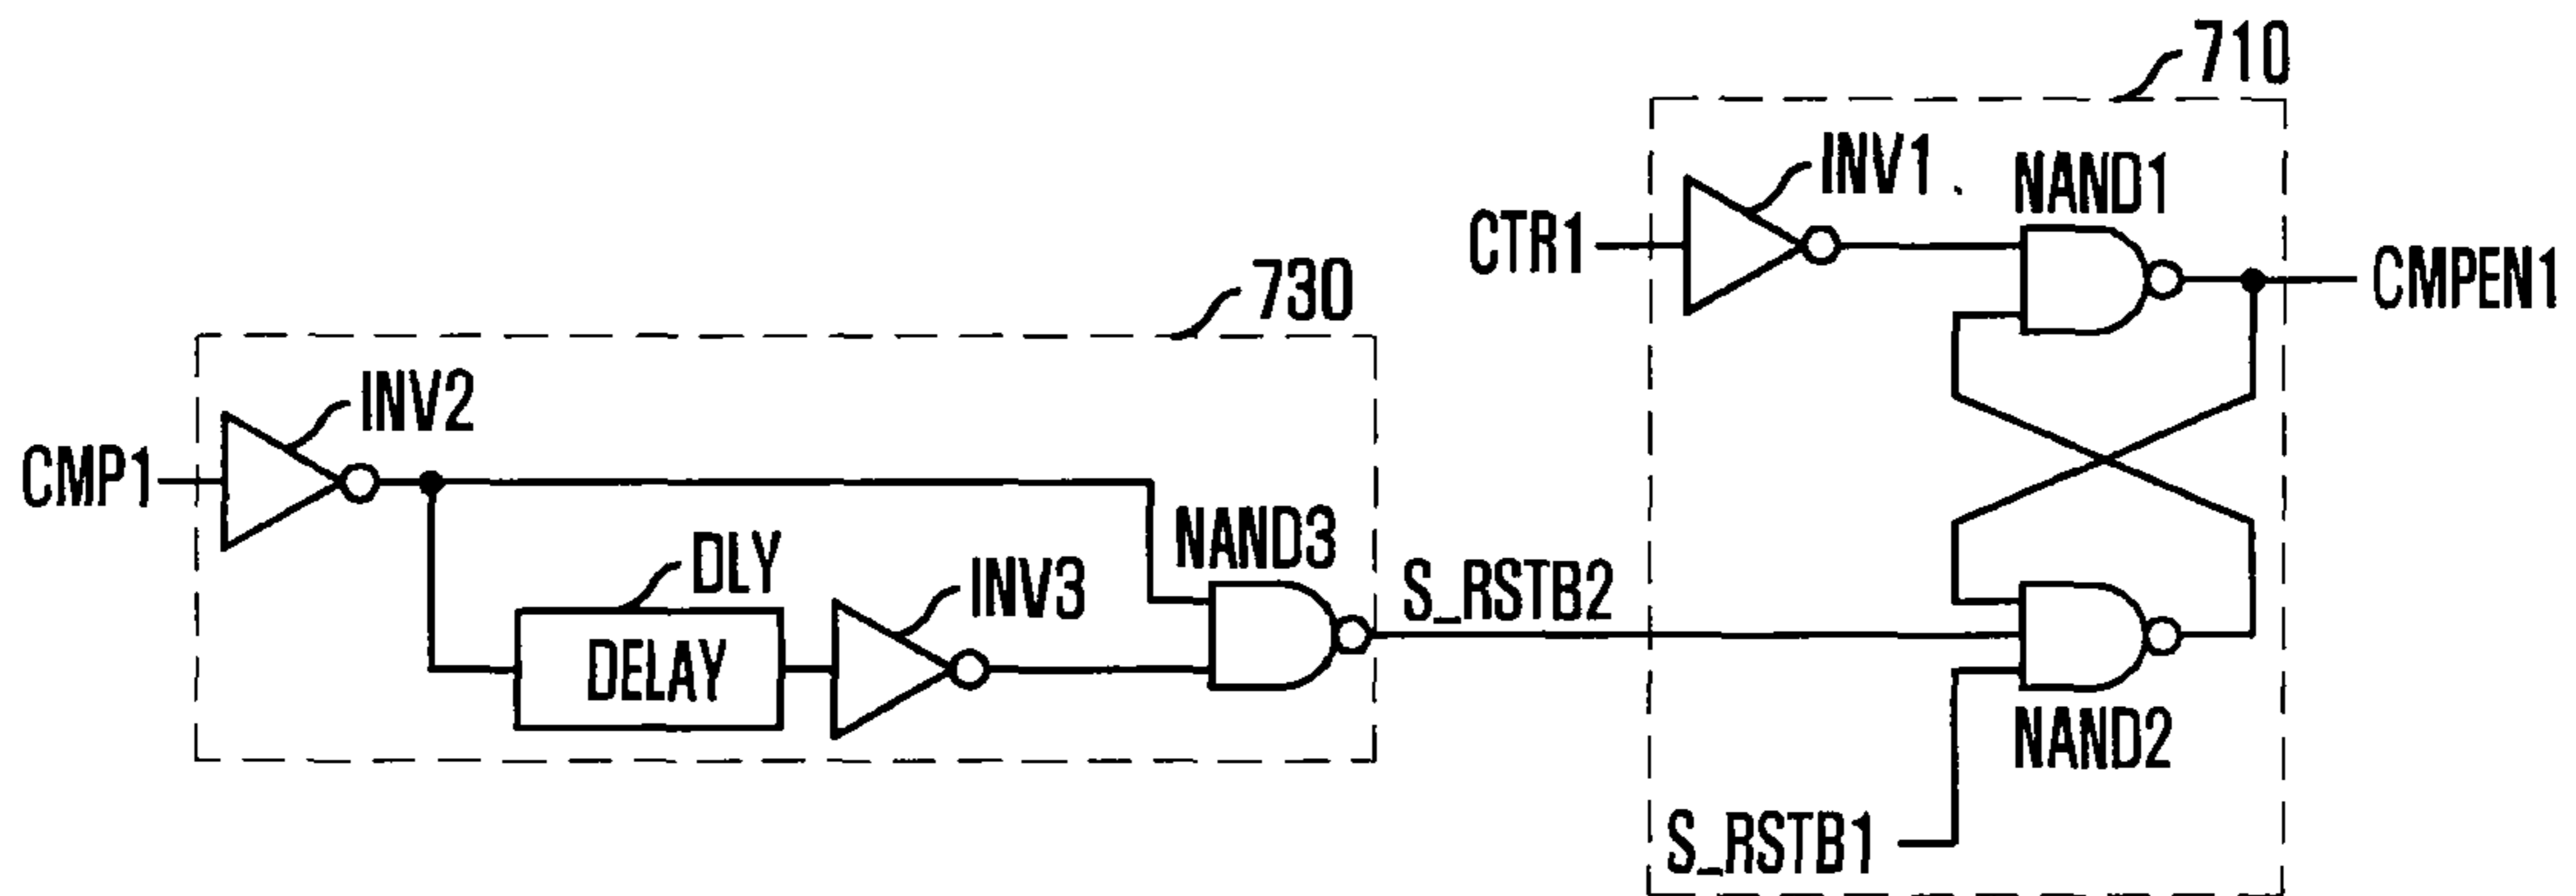 710
INV1
NAND1
CTR1
CMPEN1
730
INV2
CMP1
NAND3
DLY
INV3
S_RSTB2
DELAY
NAND2
S_RSTB1